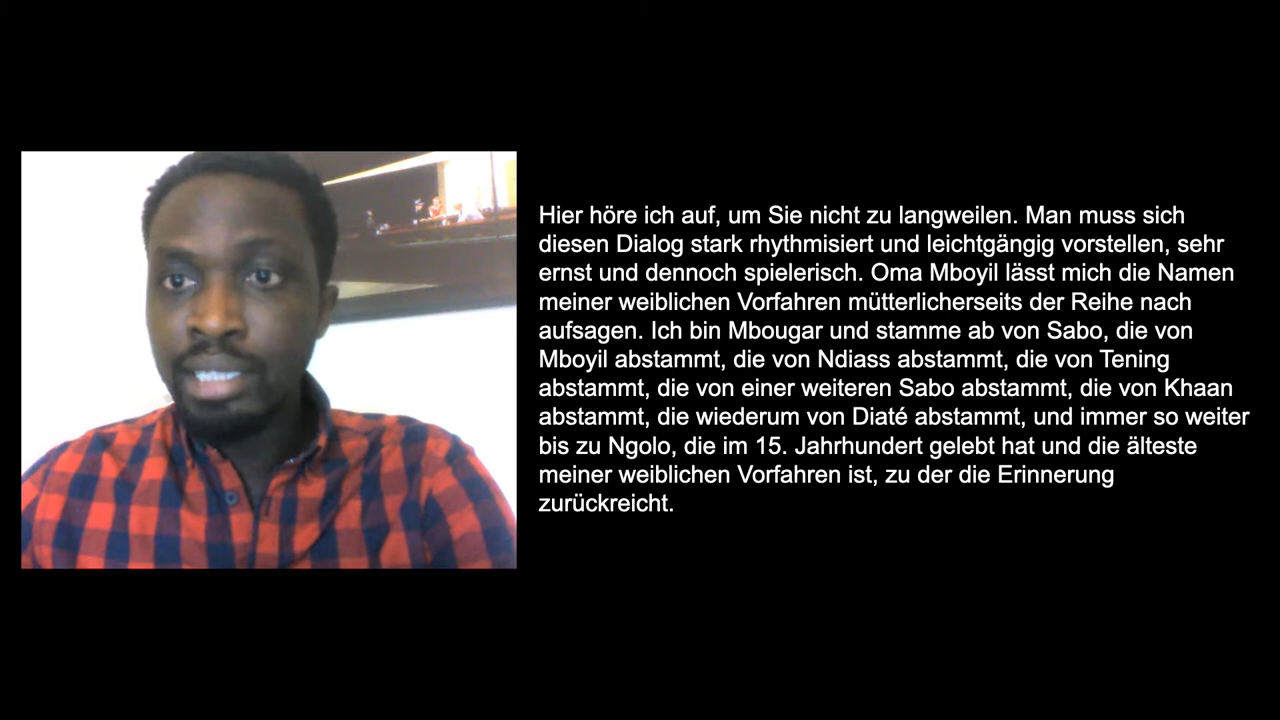 Hier höre ich auf, um Sie nicht zu langweilen. Man muss sich
diesen Dialog stark rhythmisiert und leichtgängig vorstellen, sehr
ernst und dennoch spielerisch. Oma Mboyil lässt mich die Namen
meiner weiblichen Vorfahren mütterlicherseits der Reihe nach
aufsagen. Ich bin Mbougar und stamme ab von Sabo, die von
Mboyil abstammt, die von Ndiass abstammt, die von Tening
abstammt, die von einer weiteren Sabo abstammt, die von Khaan
abstammt, die wiederum von Diaté abstammt, und immer so weiter
bis zu Ngolo, die im 15. Jahrhundert gelebt hat und die älteste
meiner weiblichen Vorfahren ist, zu der die Erinnerung
zurückreicht.